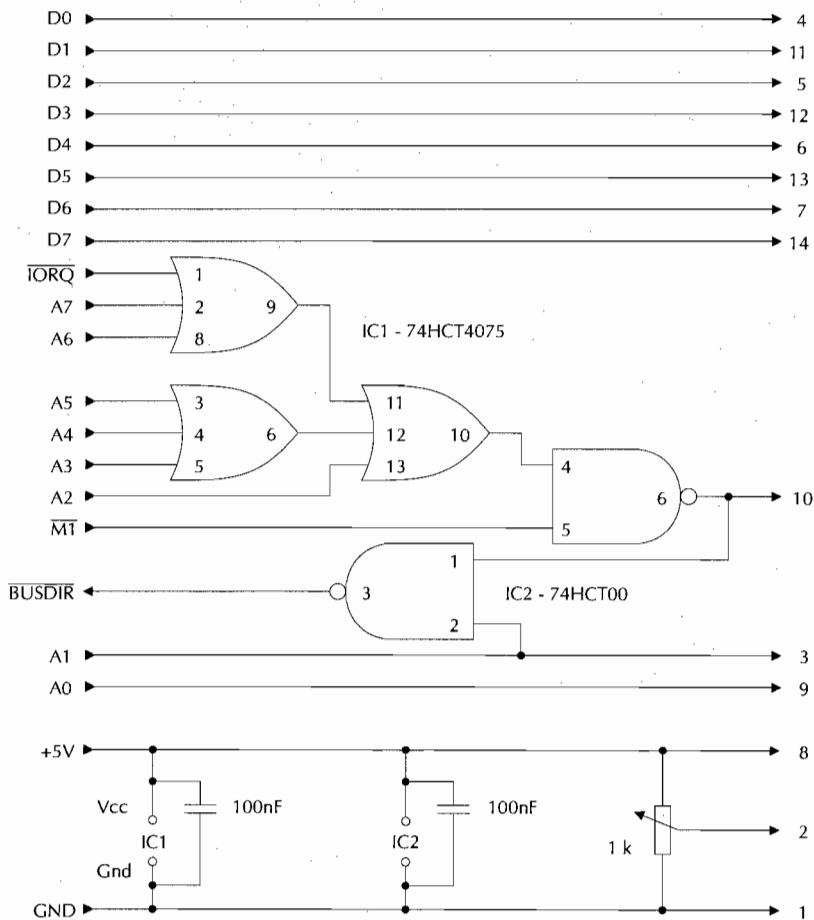 D0 4
D1 11
D2 5
D3 12
D4 6
D5 13
D6 7
D7 14
IORQ 1
A7 2 9
A6 8 IC1 - 74HCT4075
A5 3 11
A4 4 6 12 10
A3 5 13 4
A2 6 10
M1 5
1
BUSDIR 3 IC2 - 74HCT00
2
A1 3
A0 9
+5V 8
Vcc 100nF 100nF
IC1 IC2 1 k 2
Gnd
GND 1